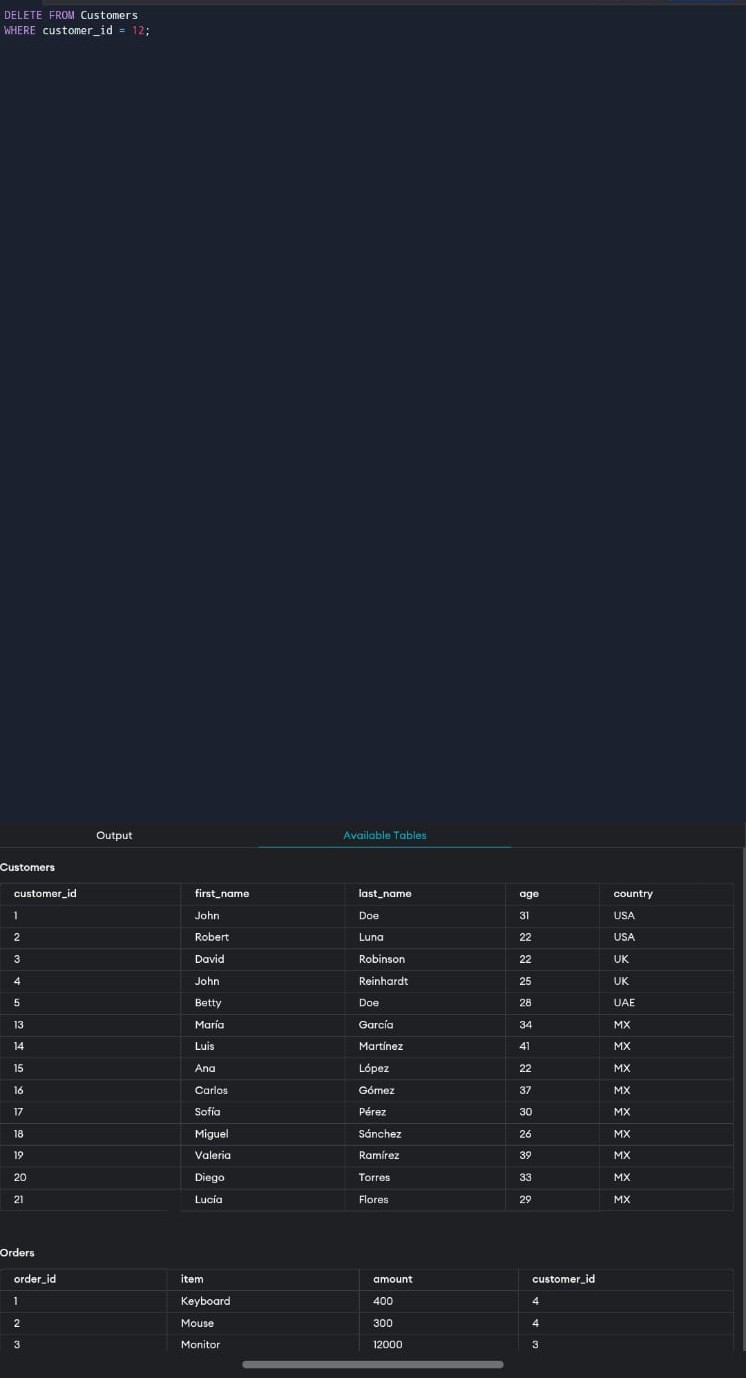 DELETE FROM Customers
WHERE customer_id = 12;
Output Available Tables
Customers
customer_id first_name last_name age country
1 John Doe 31 USA
2 Robert Luna 22 USA
3 David Robinson 22 UK
4 John Reinhardt 25 UK
5 Betty Doe 28 UAE
13 María García 34 MX
14 Luis Martínez 41 MX
15 Ana López 22 MX
16 Carlos Gómez 37 MX
17 Sofía Pérez 30 MX
18 Miguel Sánchez 26 MX
19 Valeria Ramírez 39 MX
20 Diego Torres 33 MX
21 Lucía Flores 29 MX
Orders
order_id item amount customer_id
1 Keyboard 400 4
2 Mouse 300 4
3 Monitor 12000 3